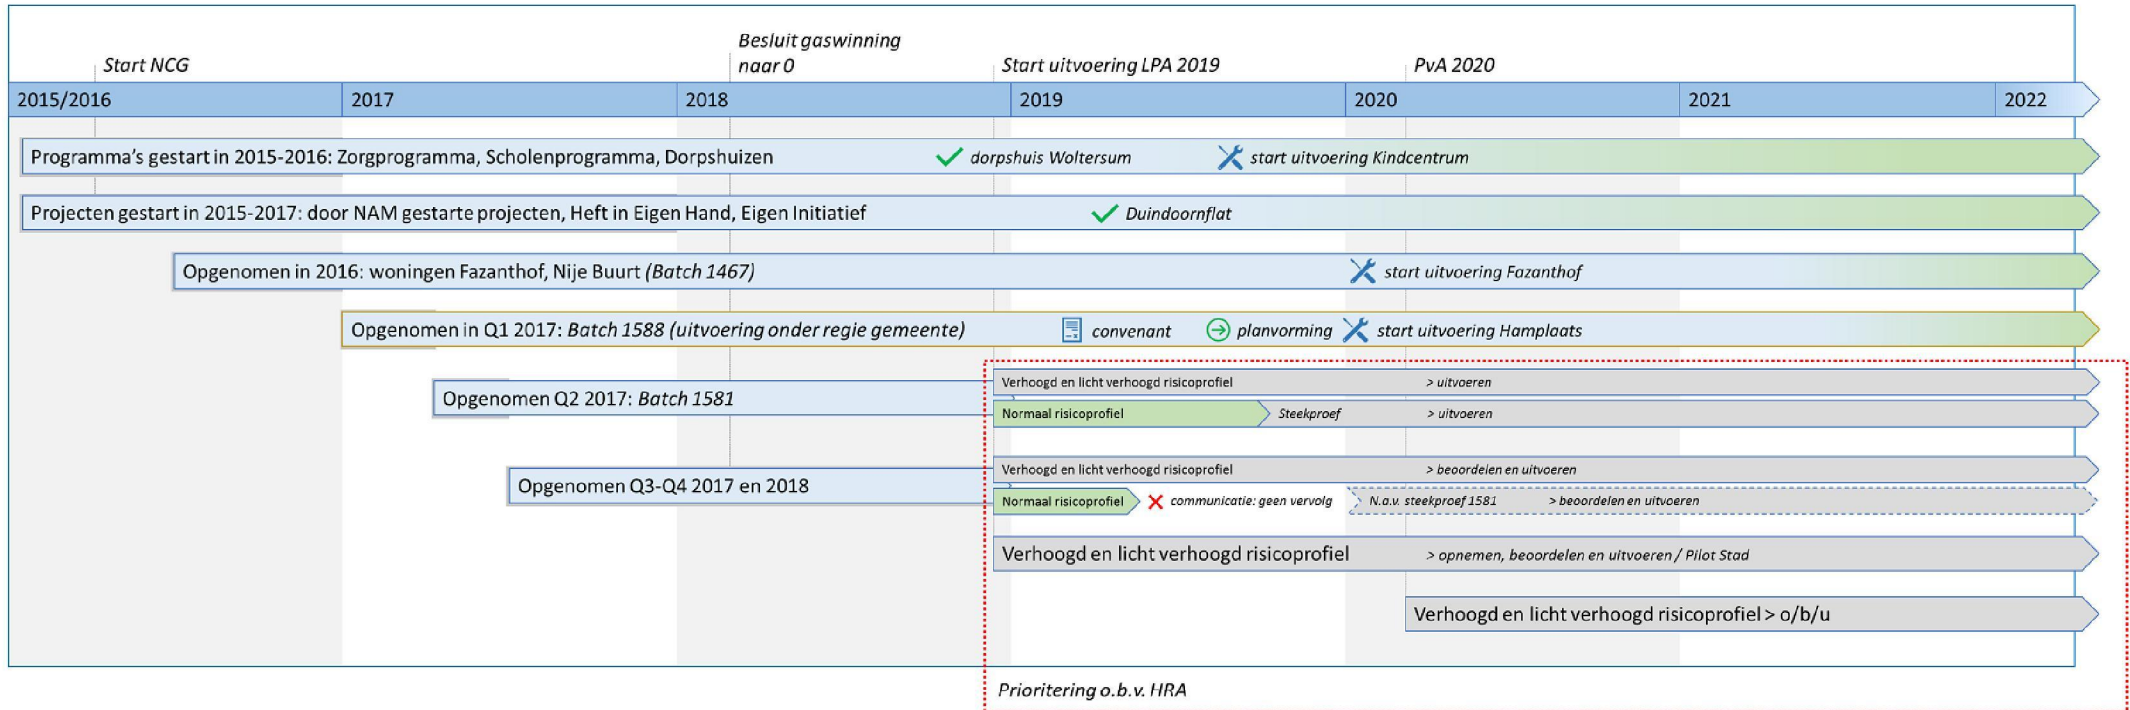 Start NCG
Besluit gaswinning
naar 0
Start uitvoering LPA 2019
PvA 2020
2015/2016
2017
2018
2019
2020
2021
2022
Programma's gestart in 2015-2016: Zorgprogramma, Scholenprogramma, Dorpshuizen
dorpshuis Woltersum
start uitvoering Kindcentrum
Projecten gestart in 2015-2017: door NAM gestarte projecten, Heft in Eigen Hand, Eigen Initiatief
Duindoornflat
Opgenomen in 2016: woningen Fazanthof, Nije Buurt (Batch 1467)
start uitvoering Fazanthof
Opgenomen in Q1 2017: Batch 1588 (uitvoering onder regie gemeente)
convenant
planvorming
start uitvoering Hamplaats
Opgenomen Q2 2017: Batch 1581
Verhoogd en licht verhoogd risicoprofiel
> uitvoeren
Normaal risicoprofiel
Steekproef
> uitvoeren
Opgenomen Q3-Q4 2017 en 2018
Verhoogd en licht verhoogd risicoprofiel
> beoordelen en uitvoeren
Normaal risicoprofiel
communicatie: geen vervolg
N.a.v. steekproef 1581
> beoordelen en uitvoeren
Verhoogd en licht verhoogd risicoprofiel
> opnemen, beoordelen en uitvoeren / Pilot Stad
Verhoogd en licht verhoogd risicoprofiel > o/b/u
Prioritering o.b.v. HRA